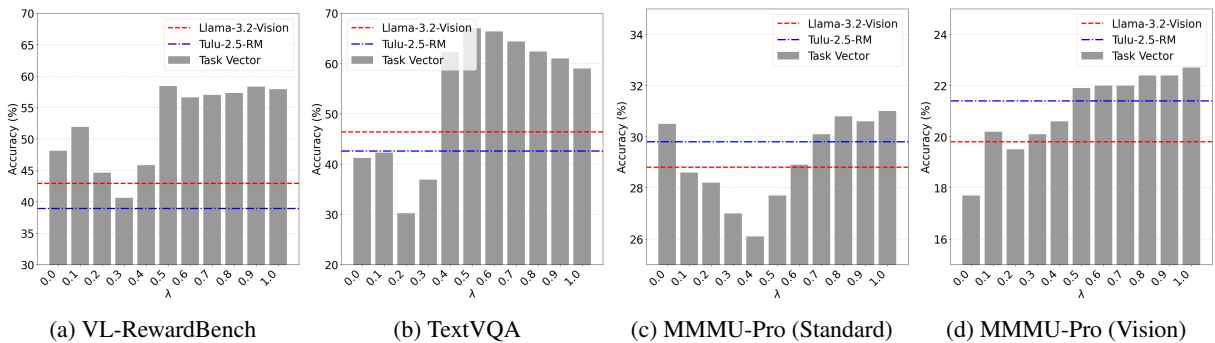 Llama-3.2-Vision
Tulu-2.5-RM
Task Vector
Accuracy (%)
70
65
60
55
50
45
40
35
30
0.0 0.1 0.2 0.3 0.4 0.5 0.6 0.7 0.8 0.9 1.0
λ
(a) VL-RewardBench
Llama-3.2-Vision
Tulu-2.5-RM
Task Vector
Accuracy (%)
70
60
50
40
30
20
0.0 0.1 0.2 0.3 0.4 0.5 0.6 0.7 0.8 0.9 1.0
λ
(b) TextVQA
Llama-3.2-Vision
Tulu-2.5-RM
Task Vector
Accuracy (%)
34
32
30
28
26
0.0 0.1 0.2 0.3 0.4 0.5 0.6 0.7 0.8 0.9 1.0
λ
(c) MMMU-Pro (Standard)
Llama-3.2-Vision
Tulu-2.5-RM
Task Vector
Accuracy (%)
24
22
20
18
16
0.0 0.1 0.2 0.3 0.4 0.5 0.6 0.7 0.8 0.9 1.0
λ
(d) MMMU-Pro (Vision)